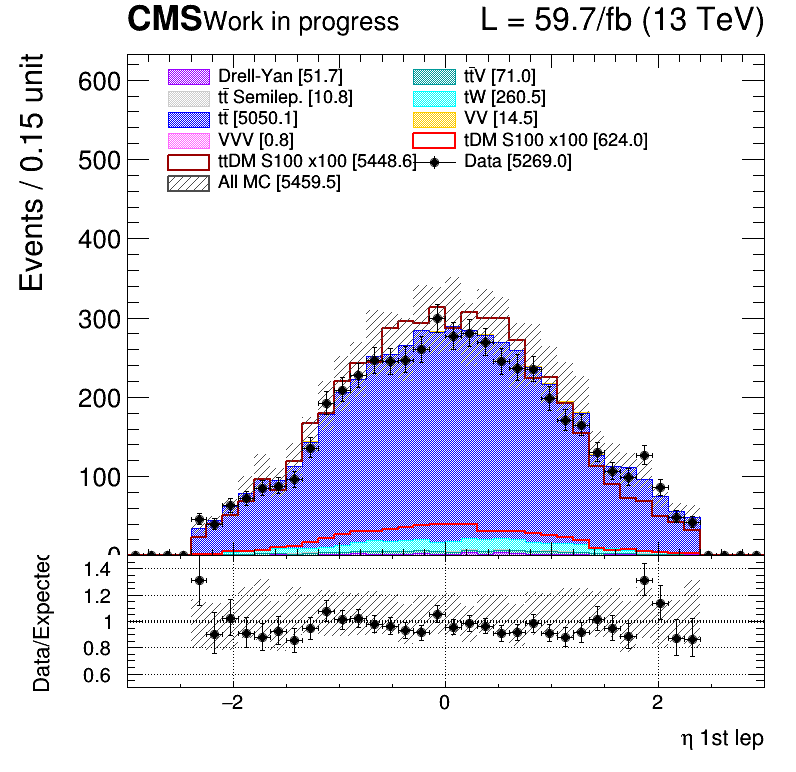 CMS Work in progress L = 59.7/fb (13 TeV)
Events / 0.15 unit
600
500
400
300
200
100
0
Drell-Yan [51.7]
tt̄V [71.0]
tt̄ Semilep. [10.8]
tW [260.5]
tt̄ [5050.1]
VV [14.5]
VVV [0.8]
tDM S100 x100 [624.0]
ttDM S100 x100 [5448.6]
Data [5269.0]
All MC [5459.5]
Data/Expected
1.4
1.2
1
0.8
0.6
−2 0 2
η 1st lep